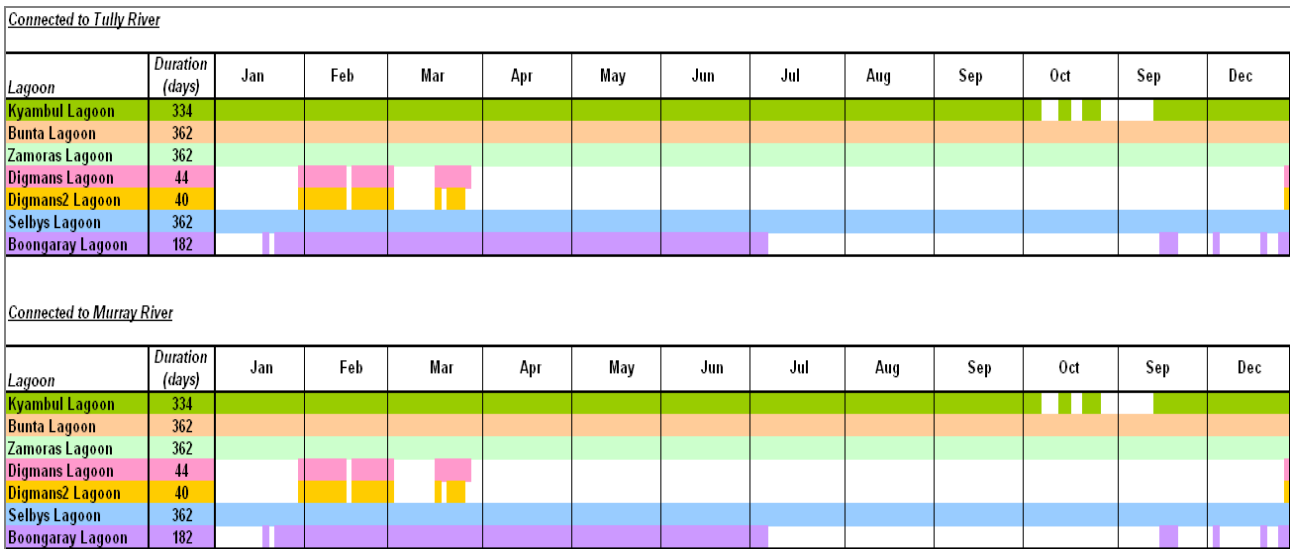 Connected to Tully River
Lagoon Duration (days) Jan Feb Mar Apr May Jun Jul Aug Sep Oct Sep Dec
Kyambul Lagoon 334
Bunta Lagoon 362
Zamoras Lagoon 362
Digmans Lagoon 44
Digmans2 Lagoon 40
Selbys Lagoon 362
Boongaray Lagoon 182
Connected to Murray River
Lagoon Duration (days) Jan Feb Mar Apr May Jun Jul Aug Sep Oct Sep Dec
Kyambul Lagoon 334
Bunta Lagoon 362
Zamoras Lagoon 362
Digmans Lagoon 44
Digmans2 Lagoon 40
Selbys Lagoon 362
Boongaray Lagoon 182